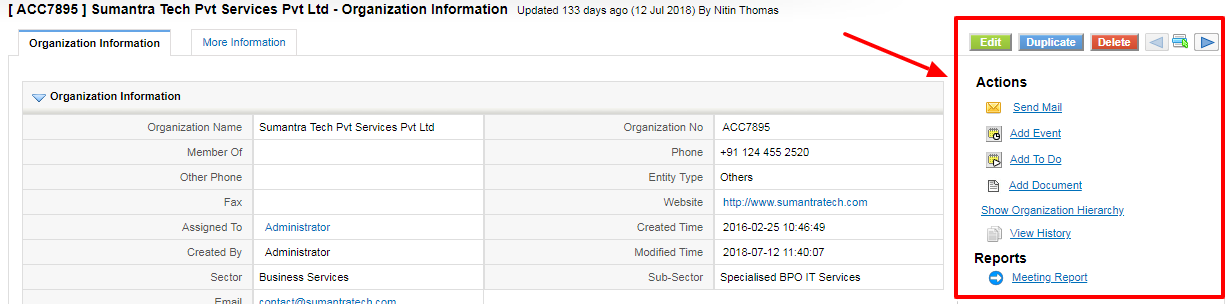 [ ACC7895 ] Sumantra Tech Pvt Services Pvt Ltd - Organization Information Updated 133 days ago (12 Jul 2018) By Nitin Thomas
Organization Information More Information
Edit Duplicate Delete
Organization Information
Organization Name Sumantra Tech Pvt Services Pvt Ltd Organization No ACC7895
Member Of Phone +91 124 455 2520
Other Phone Entity Type Others
Fax Website http://www.sumantratech.com
Assigned To Administrator Created Time 2016-02-25 10:46:49
Created By Administrator Modified Time 2018-07-12 11:40:07
Sector Business Services Sub-Sector Specialised BPO IT Services
Email contact@sumantratech.com
Actions
Send Mail
Add Event
Add To Do
Add Document
Show Organization Hierarchy
View History
Reports
Meeting Report